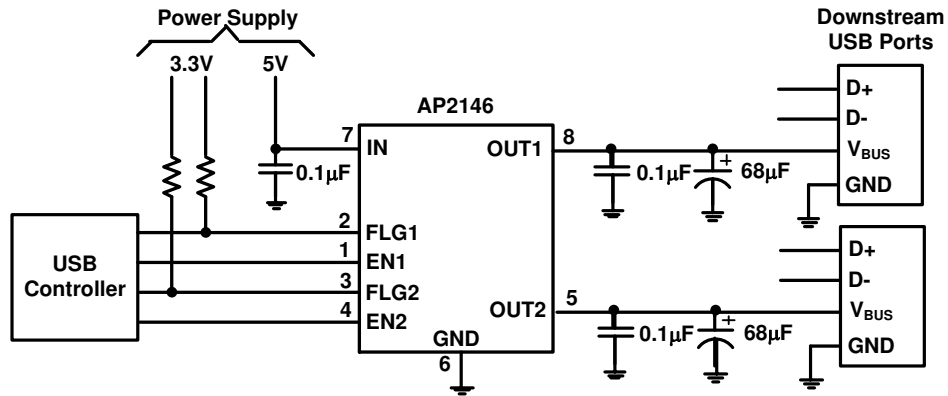 Power Supply
3.3V
5V
Downstream
USB Ports
AP2146
D+
D-
VBUS
GND
7
IN
OUT1
8
0.1µF
0.1µF
68µF
USB
Controller
2
FLG1
1
EN1
3
FLG2
4
EN2
OUT2
5
GND
6
0.1µF
68µF
D+
D-
VBUS
GND